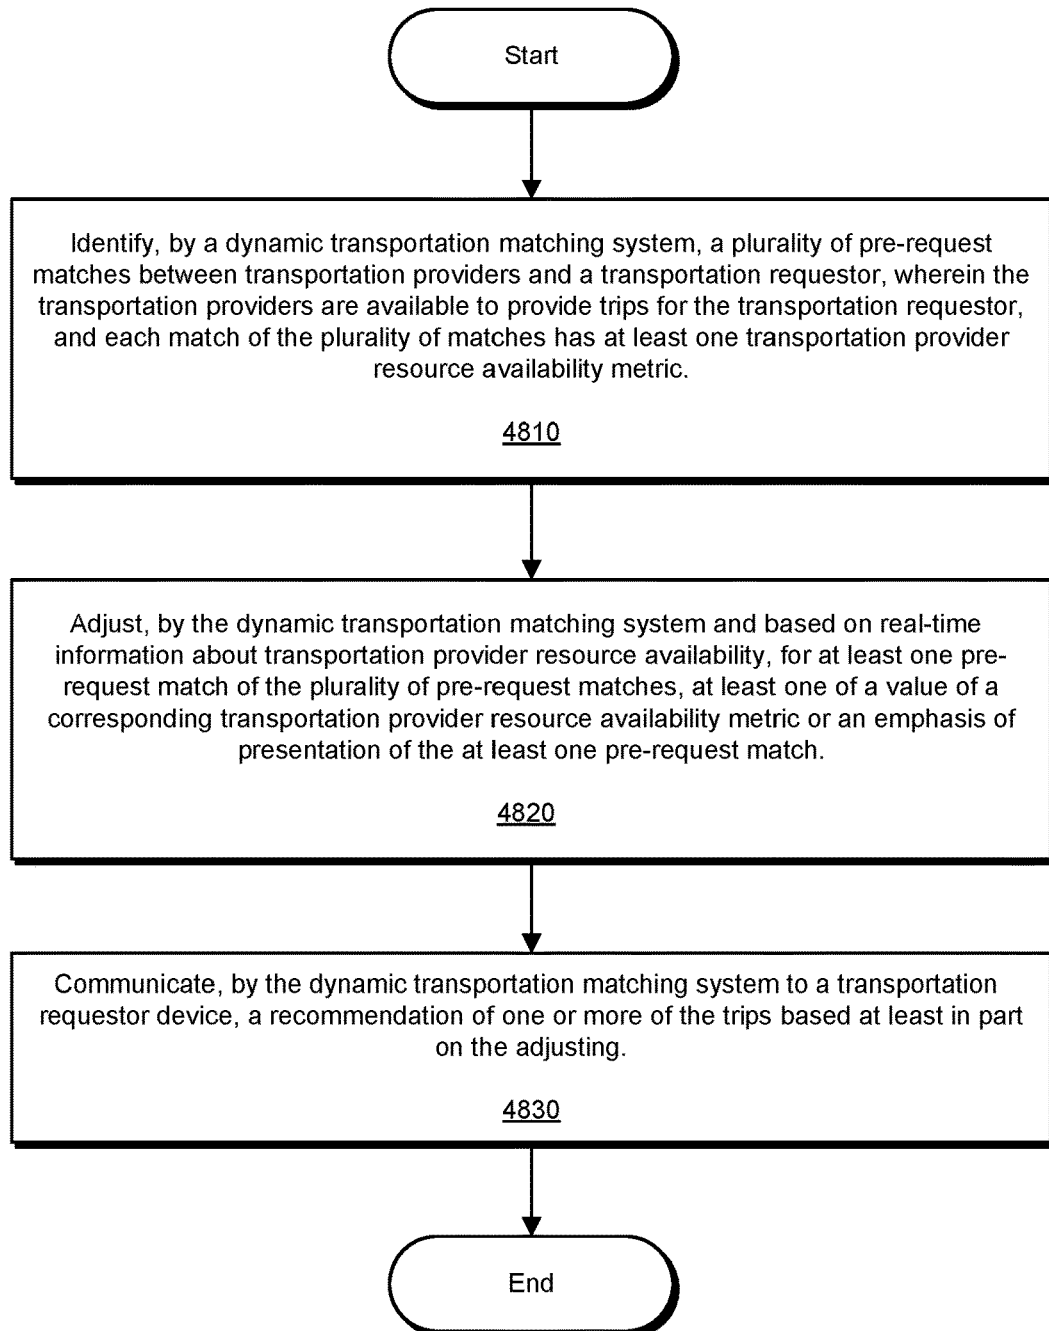 Start
Identify, by a dynamic transportation matching system, a plurality of pre-request
matches between transportation providers and a transportation requestor, wherein the
transportation providers are available to provide trips for the transportation requestor,
and each match of the plurality of matches has at least one transportation provider
resource availability metric.
4810
Adjust, by the dynamic transportation matching system and based on real-time
information about transportation provider resource availability, for at least one pre-
request match of the plurality of pre-request matches, at least one of a value of a
corresponding transportation provider resource availability metric or an emphasis of
presentation of the at least one pre-request match.
4820
Communicate, by the dynamic transportation matching system to a transportation
requestor device, a recommendation of one or more of the trips based at least in part
on the adjusting.
4830
End